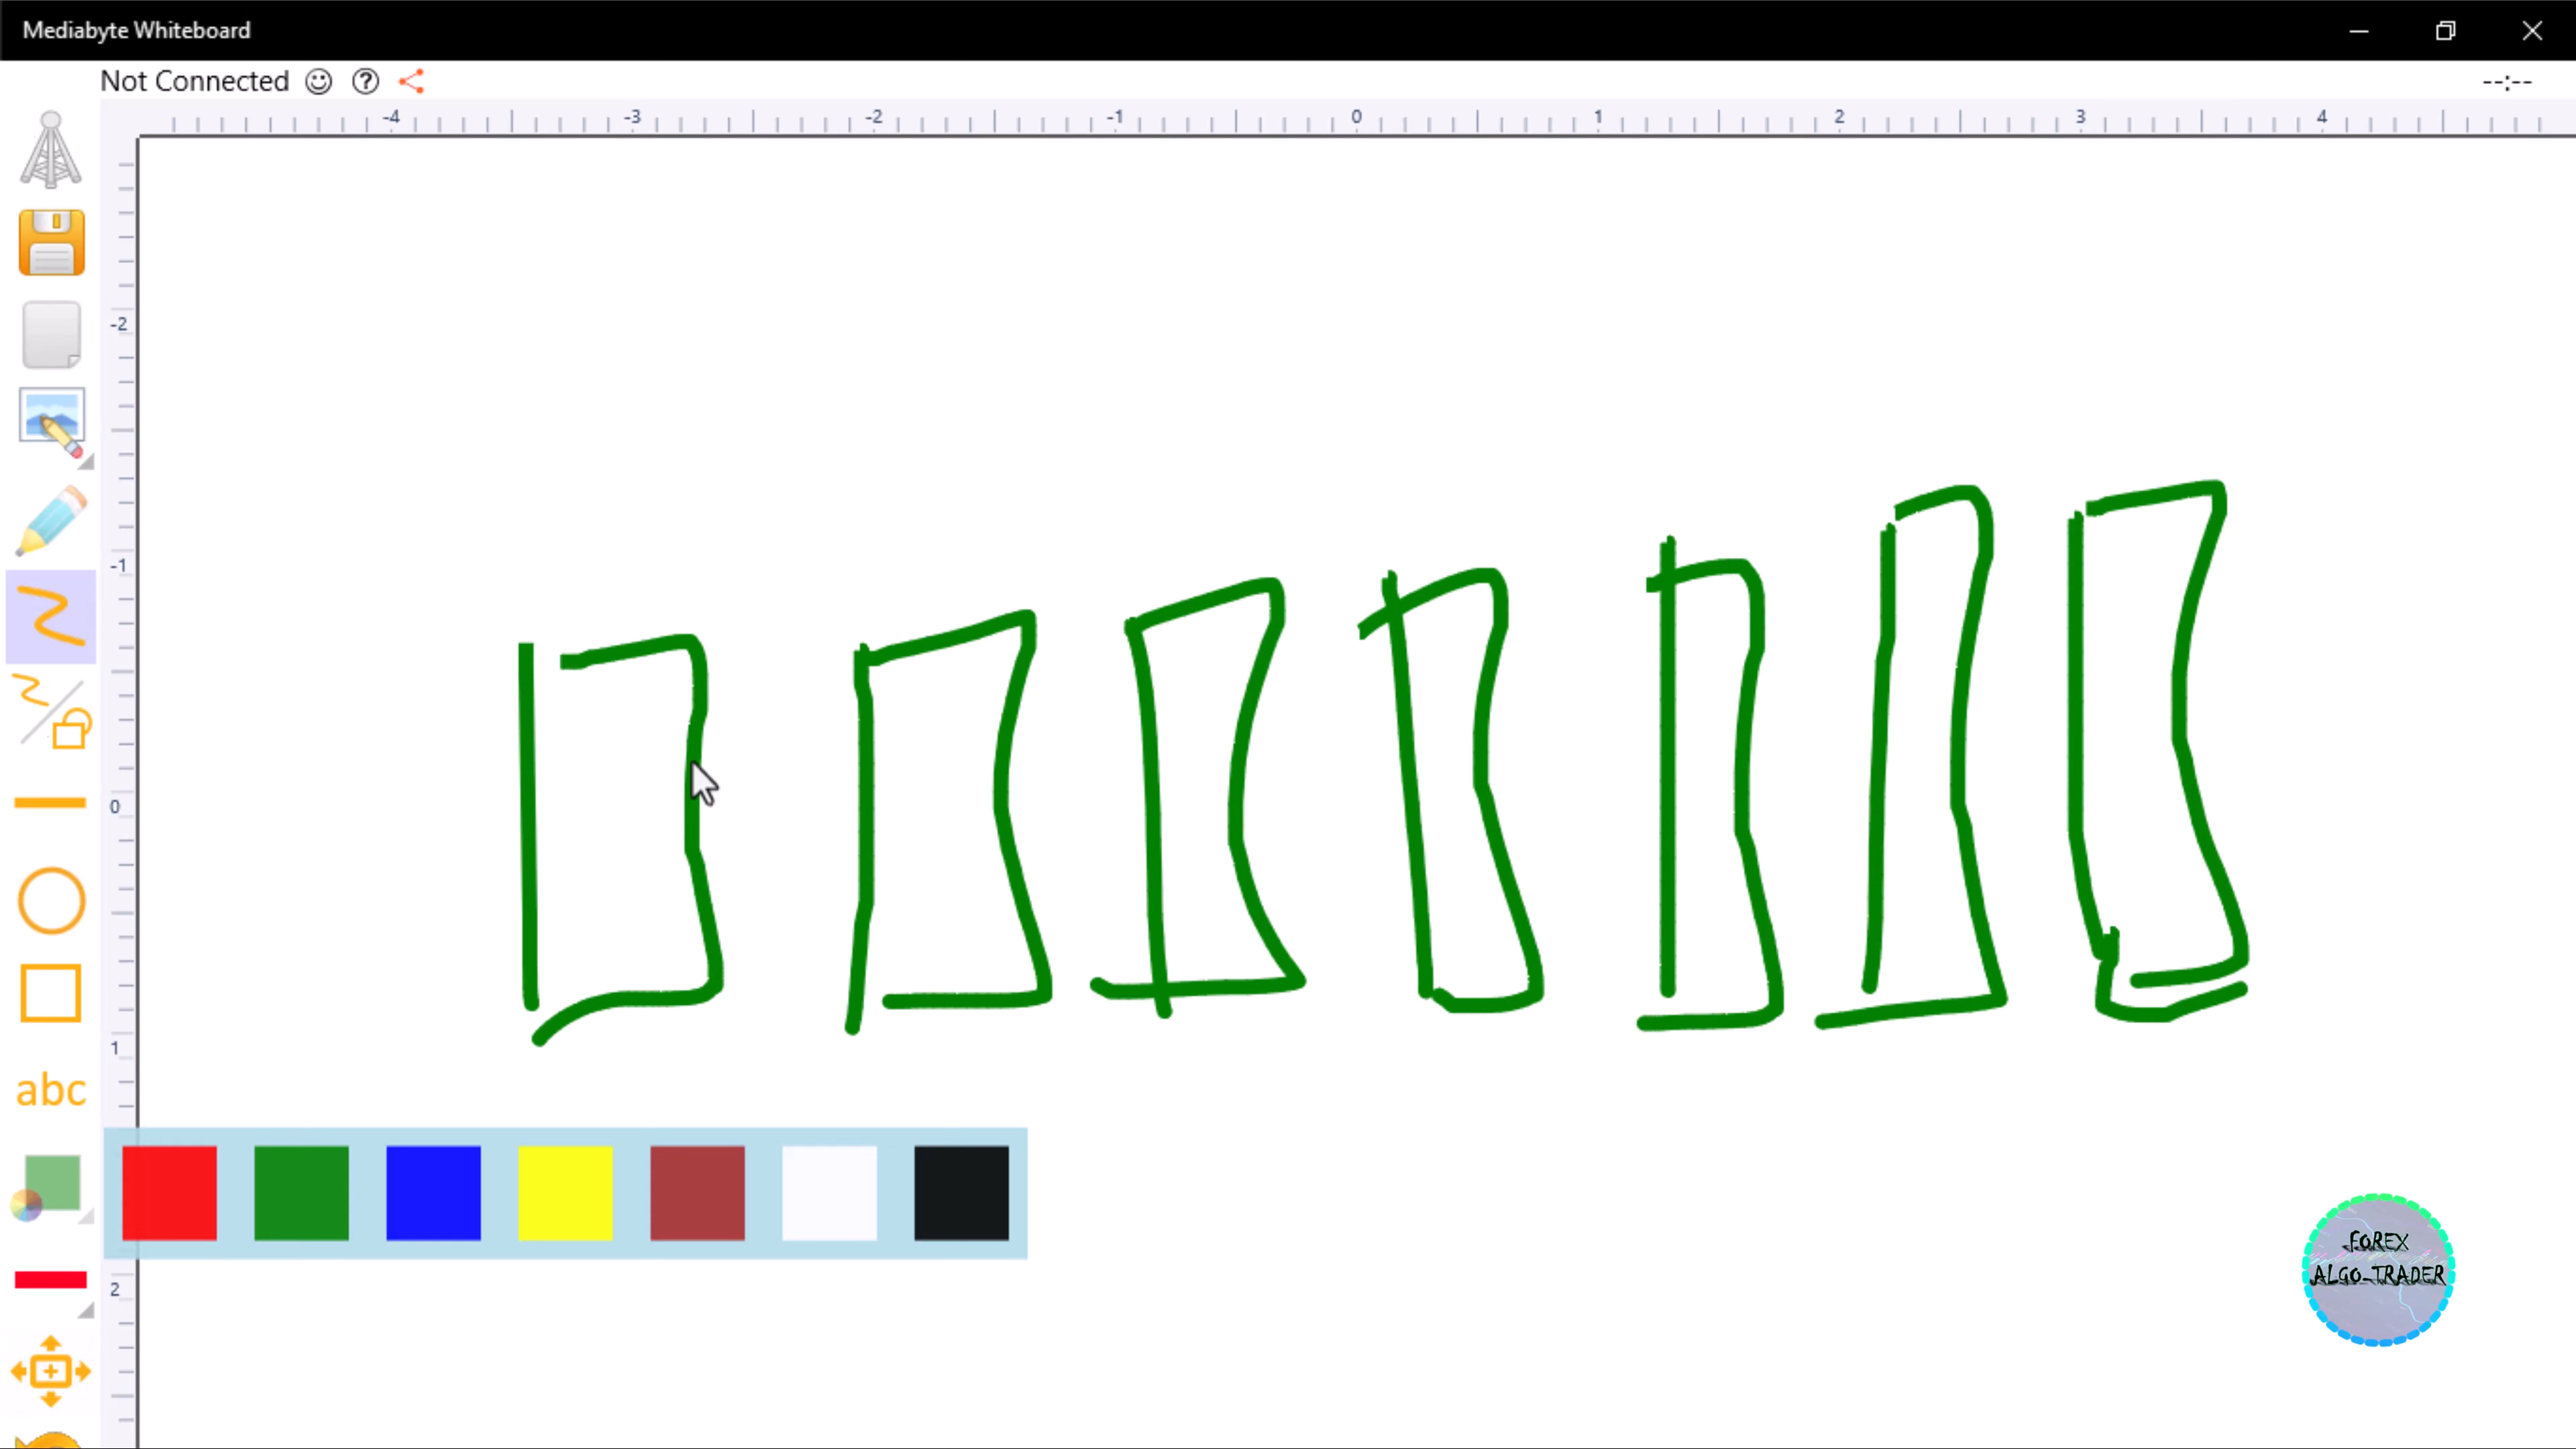 Mediabyte Whiteboard
Not Connected
--:--
-4 -3 -2 -1 0 1 2 3 4
-2
-1
0
1
2
abc
FOREX
ALGO-TRADER